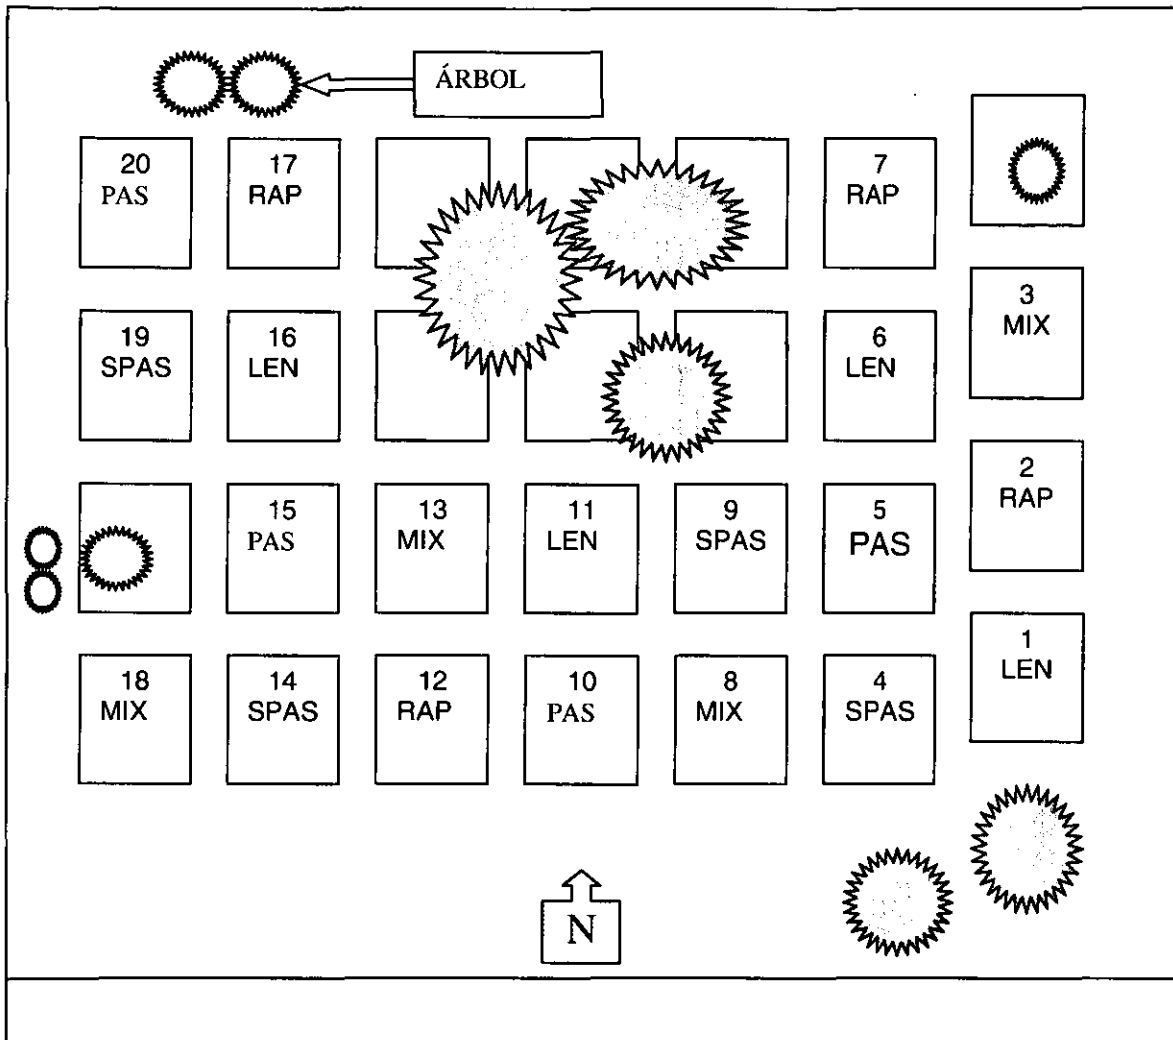 ÁRBOL
20
PAS
17
RAP
7
RAP
3
MIX
19
SPAS
16
LEN
6
LEN
2
RAP
15
PAS
13
MIX
11
LEN
9
SPAS
5
PAS
1
LEN
18
MIX
14
SPAS
12
RAP
10
PAS
8
MIX
4
SPAS
N